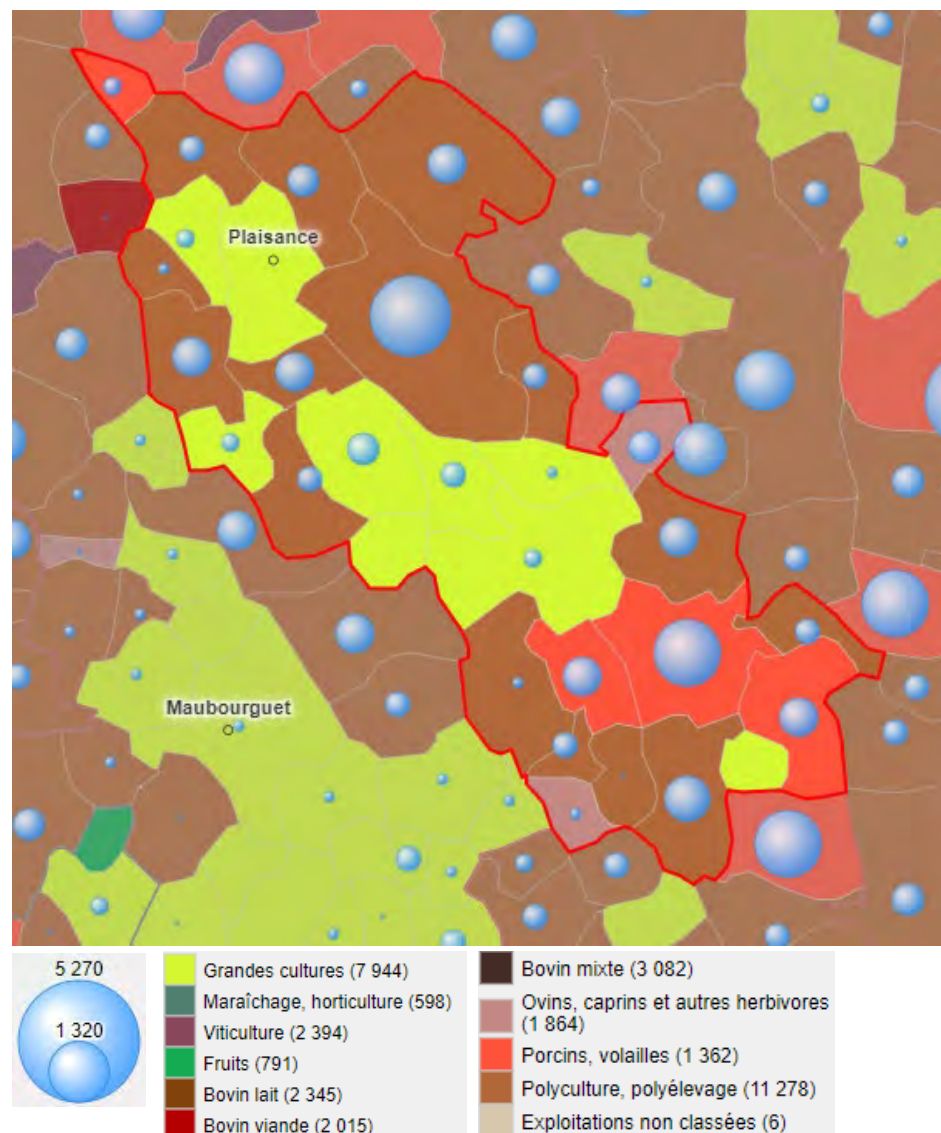 Plaisance
Maubourguet
5 270
1 320
Grandes cultures (7 944)
Maraîchage, horticulture (598)
Viticulture (2 394)
Fruits (791)
Bovin lait (2 345)
Bovin viande (2 015)
Bovin mixte (3 082)
Ovins, caprins et autres herbivores
(1 864)
Porcins, volailles (1 362)
Polyculture, polyélevage (11 278)
Exploitations non classées (6)